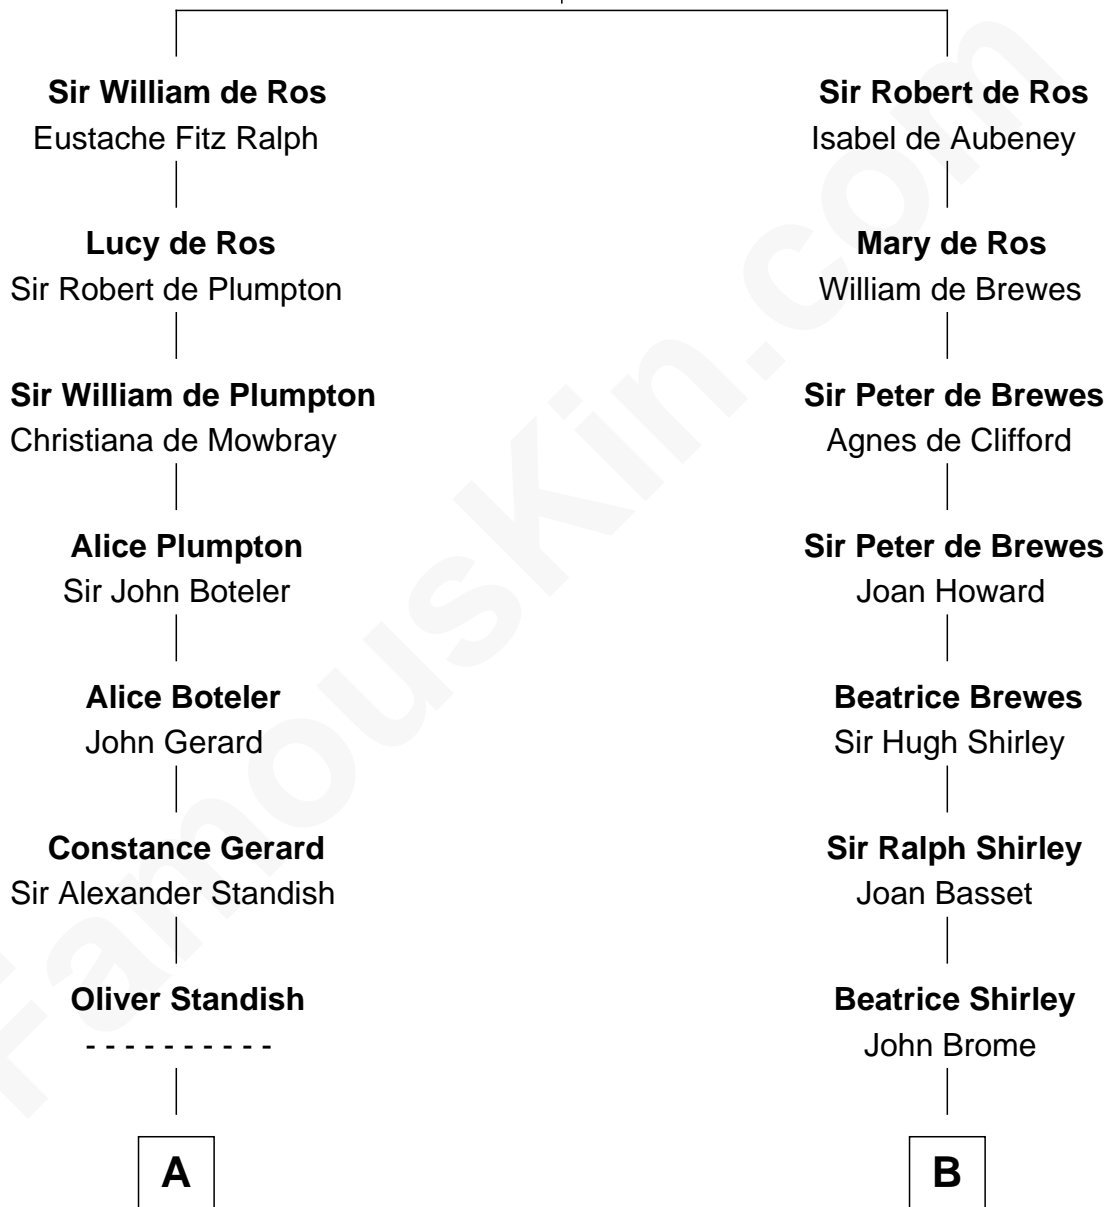 Sir William de Ros
Eustache Fitz Ralph
Lucy de Ros
Sir Robert de Plumpton
Sir William de Plumpton
Christiana de Mowbray
Alice Plumpton
Sir John Boteler
Alice Boteler
John Gerard
Constance Gerard
Sir Alexander Standish
Oliver Standish
- - - - - - - - - -
A
Sir Robert de Ros
Isabel de Aubeney
Mary de Ros
William de Brewes
Sir Peter de Brewes
Agnes de Clifford
Sir Peter de Brewes
Joan Howard
Beatrice Brewes
Sir Hugh Shirley
Sir Ralph Shirley
Joan Basset
Beatrice Shirley
John Brome
B
FamousKin.com